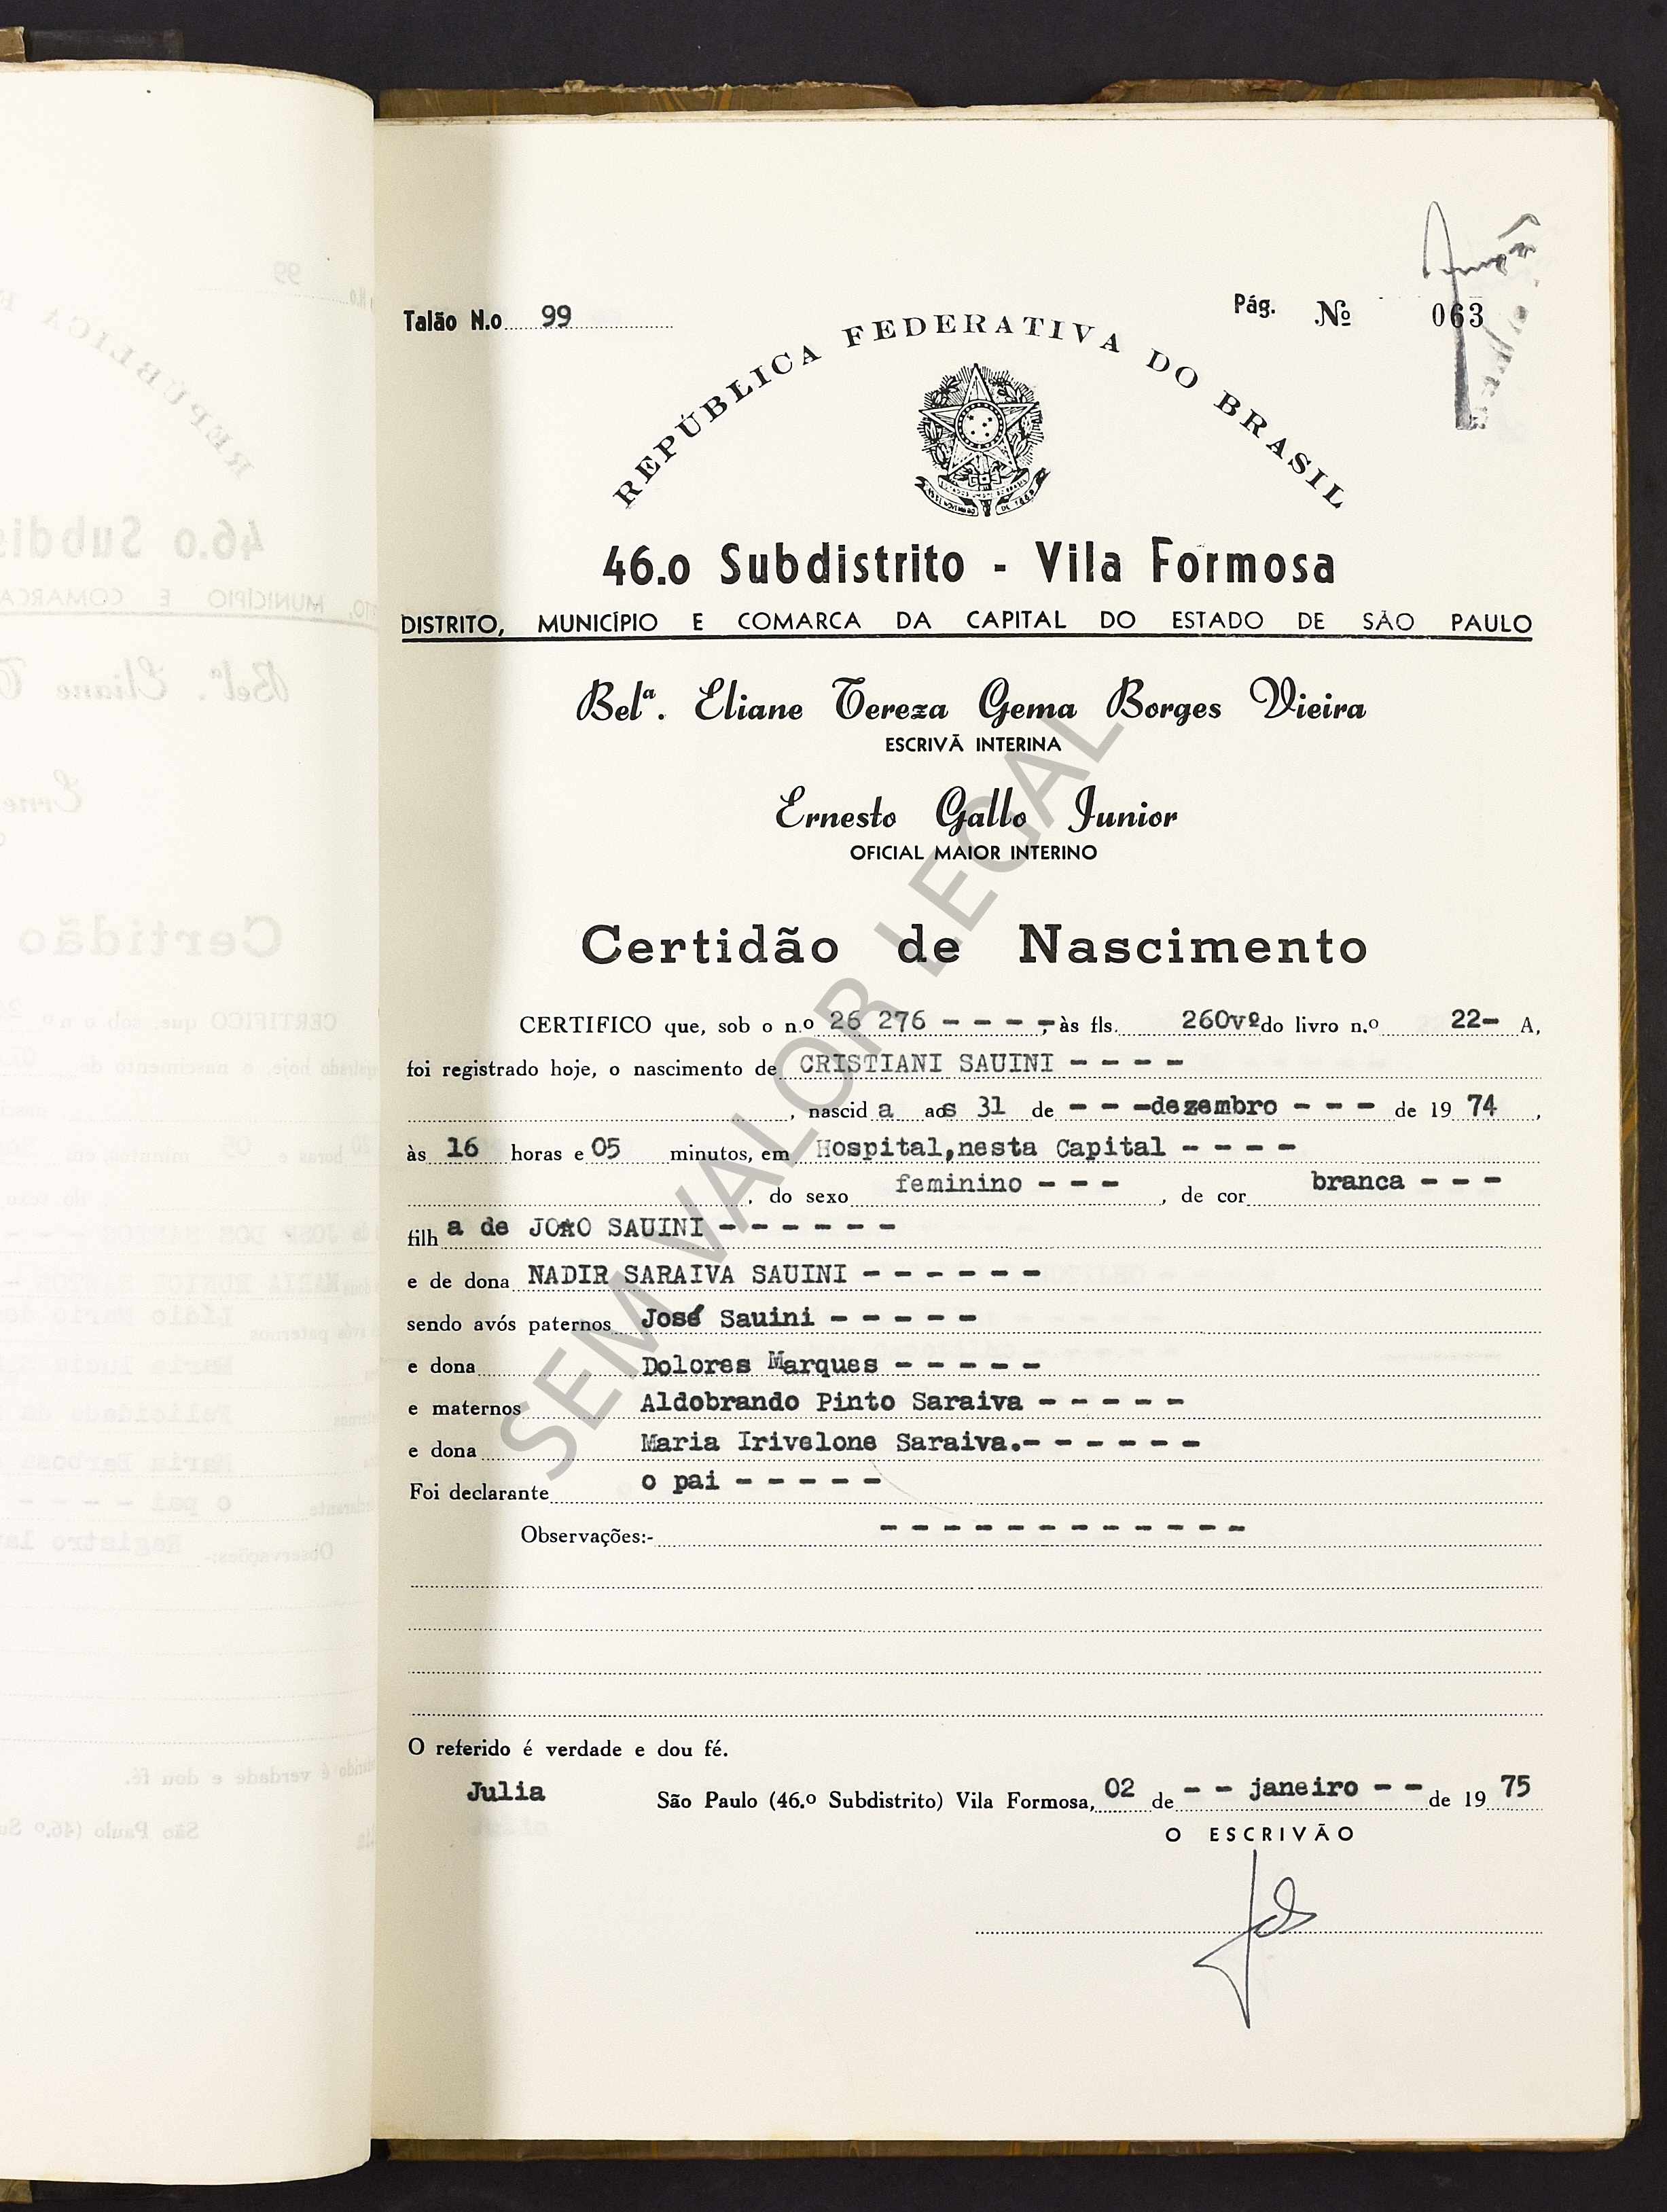 Talão N.o 99
Pág. Nº 063
REPÚBLICA FEDERATIVA DO BRASIL
46.o Subdistrito - Vila Formosa
DISTRITO, MUNICÍPIO E COMARCA DA CAPITAL DO ESTADO DE SÃO PAULO
Belª. Eliane Tereza Gema Borges Vieira
ESCRIVÃ INTERINA
Ernesto Gallo Junior
OFICIAL MAIOR INTERINO
Certidão de Nascimento
CERTIFICO que, sob o n.o 26 276 - - - -, às fls. 260vº do livro n.o 22- A,
foi registrado hoje, o nascimento de CRISTIANI SAUINI - - - -
, nascid a aos 31 de - - -dezembro - - - de 19 74,
às 16 horas e 05 minutos, em Hospital,nesta Capital - - - -
, do sexo feminino - - -, de cor branca - - -
filh a de JOÃO SAUINI - - - - - -
e de dona NADIR SARAIVA SAUINI - - - - - -
sendo avós paternos José Sauini - - - - -
e dona Dolores Marques - - - - -
e maternos Aldobrando Pinto Saraiva - - - - -
e dona Maria Irivelone Saraiva.- - - - - -
Foi declarante o pai - - - - -
Observações:- - - - - - - - - - - - -
O referido é verdade e dou fé.
Julia São Paulo (46.o Subdistrito) Vila Formosa, 02 de - - janeiro - - de 19 75
O ESCRIVÃO
SEM VALOR LEGAL